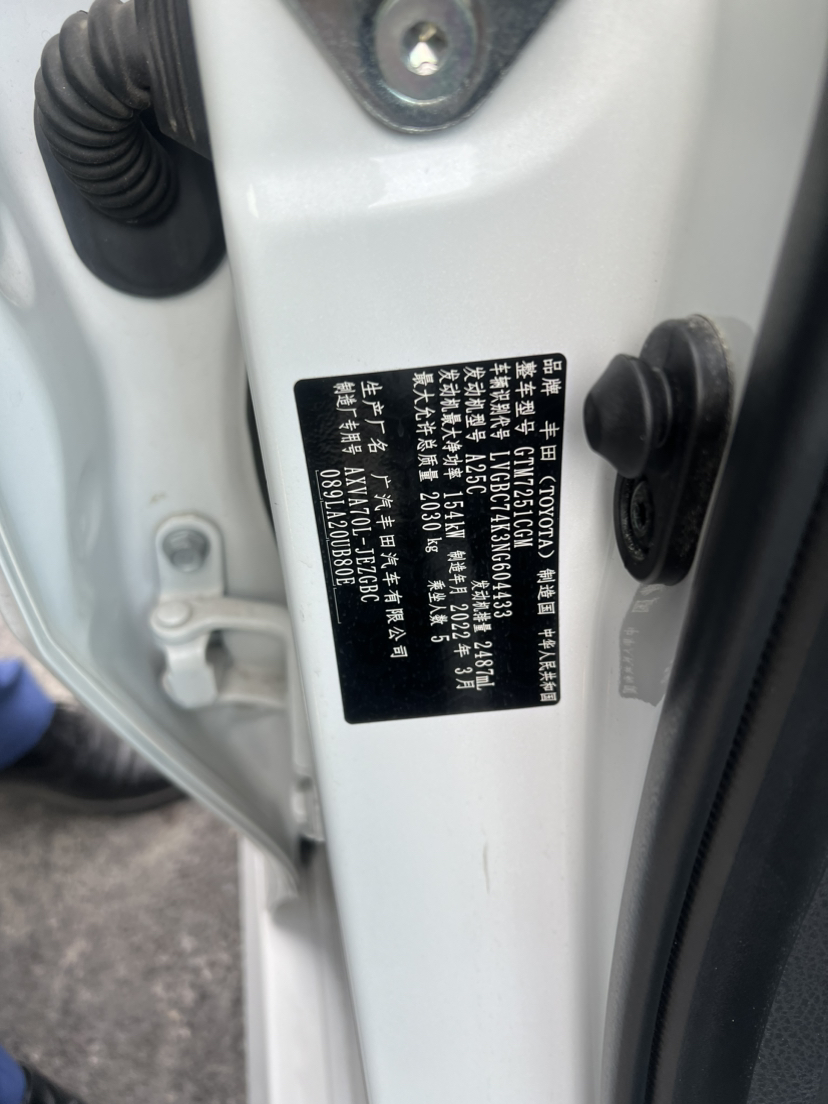 品牌 丰田（TOYOTA） 制造国 中华人民共和国
整车型号 GTM7251CGM
车辆识别代号 LVGBC74K3NG604433
发动机型号 A25C 发动机排量 2487mL
发动机最大净功率 154kW 制造年月 2022年3月
最大允许总质量 2030kg 乘坐人数 5
生产厂名 广汽丰田汽车有限公司
制造厂专用号 AXVA70L-JEZGBC
089LA20UB80E